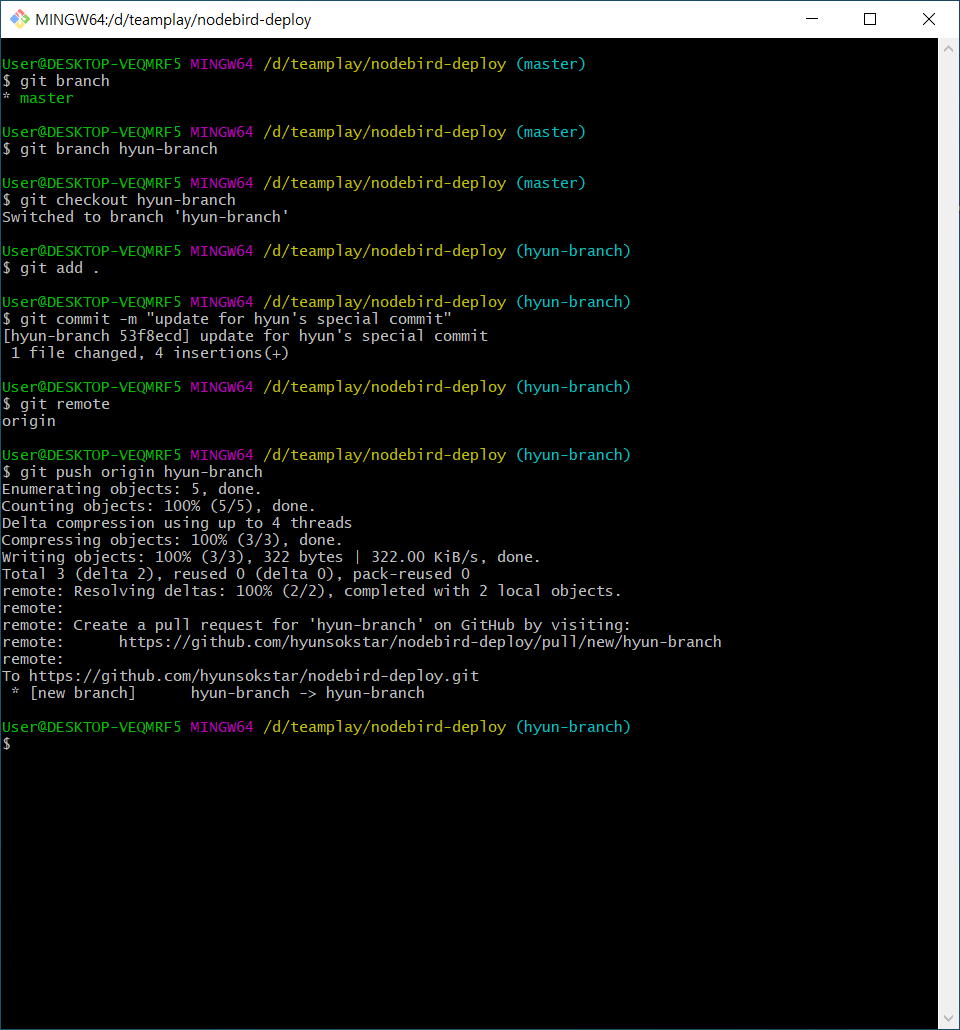 MINGW64:/d/teamplay/nodebird-deploy
User@DESKTOP-VEQMRF5 MINGW64 /d/teamplay/nodebird-deploy (master)
$ git branch
* master
User@DESKTOP-VEQMRF5 MINGW64 /d/teamplay/nodebird-deploy (master)
$ git branch hyun-branch
User@DESKTOP-VEQMRF5 MINGW64 /d/teamplay/nodebird-deploy (master)
$ git checkout hyun-branch
Switched to branch 'hyun-branch'
User@DESKTOP-VEQMRF5 MINGW64 /d/teamplay/nodebird-deploy (hyun-branch)
$ git add .
User@DESKTOP-VEQMRF5 MINGW64 /d/teamplay/nodebird-deploy (hyun-branch)
$ git commit -m "update for hyun's special commit"
[hyun-branch 53f8ecd] update for hyun's special commit
 1 file changed, 4 insertions(+)
User@DESKTOP-VEQMRF5 MINGW64 /d/teamplay/nodebird-deploy (hyun-branch)
$ git remote
origin
User@DESKTOP-VEQMRF5 MINGW64 /d/teamplay/nodebird-deploy (hyun-branch)
$ git push origin hyun-branch
Enumerating objects: 5, done.
Counting objects: 100% (5/5), done.
Delta compression using up to 4 threads
Compressing objects: 100% (3/3), done.
Writing objects: 100% (3/3), 322 bytes | 322.00 KiB/s, done.
Total 3 (delta 2), reused 0 (delta 0), pack-reused 0
remote: Resolving deltas: 100% (2/2), completed with 2 local objects.
remote:
remote: Create a pull request for 'hyun-branch' on GitHub by visiting:
remote:      https://github.com/hyunsokstar/nodebird-deploy/pull/new/hyun-branch
remote:
To https://github.com/hyunsokstar/nodebird-deploy.git
 * [new branch]      hyun-branch -> hyun-branch
User@DESKTOP-VEQMRF5 MINGW64 /d/teamplay/nodebird-deploy (hyun-branch)
$